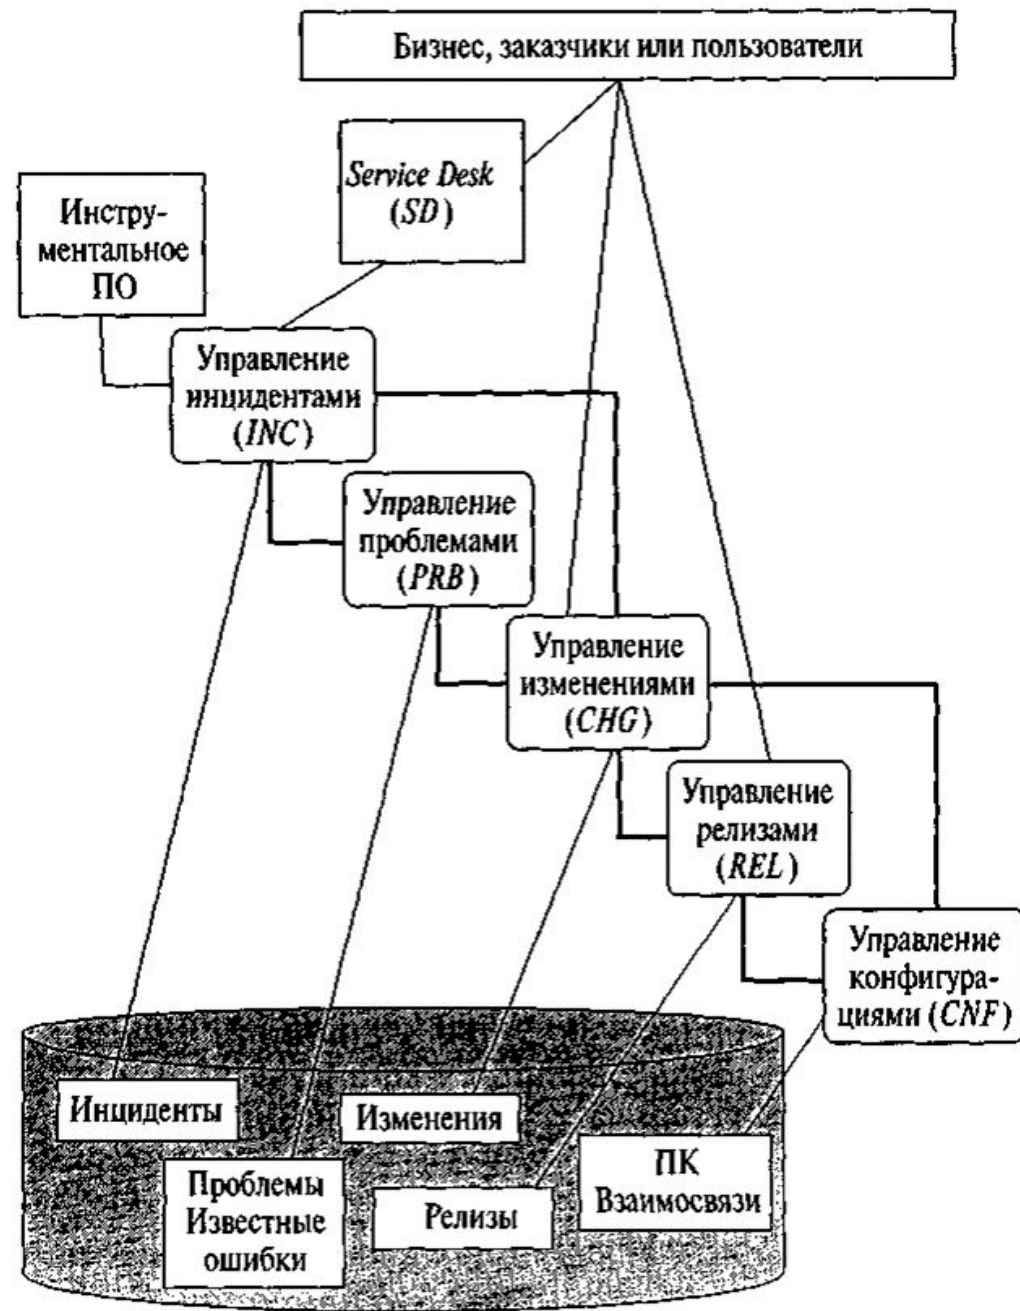 Бизнес, заказчики или пользователи
Service Desk
(SD)
Инстру-
ментальное
ПО
Управление
инцидентами
(INC)
Управление
проблемами
(PRB)
Управление
изменениями
(CHG)
Управление
релизами
(REL)
Управление
конфигура-
циями (CNF)
Инциденты
Изменения
Проблемы
Известные
ошибки
Релизы
ПК
Взаимосвязи